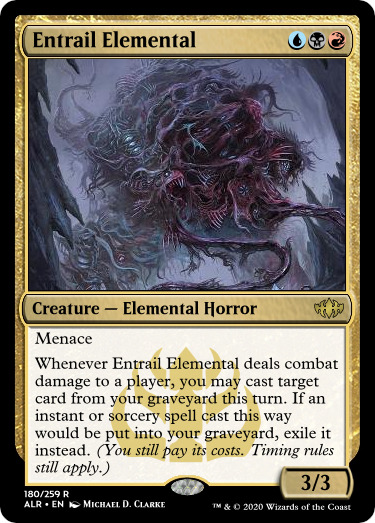 Entrail Elemental
Creature — Elemental Horror
Menace
Whenever Entrail Elemental deals combat
damage to a player, you may cast target
card from your graveyard this turn. If an
instant or sorcery spell cast this way
would be put into your graveyard, exile it
instead. (You still pay its costs. Timing rules
still apply.)
3/3
180/259 R
ALR • EN Michael D. Clarke
™ & © 2020 Wizards of the Coast